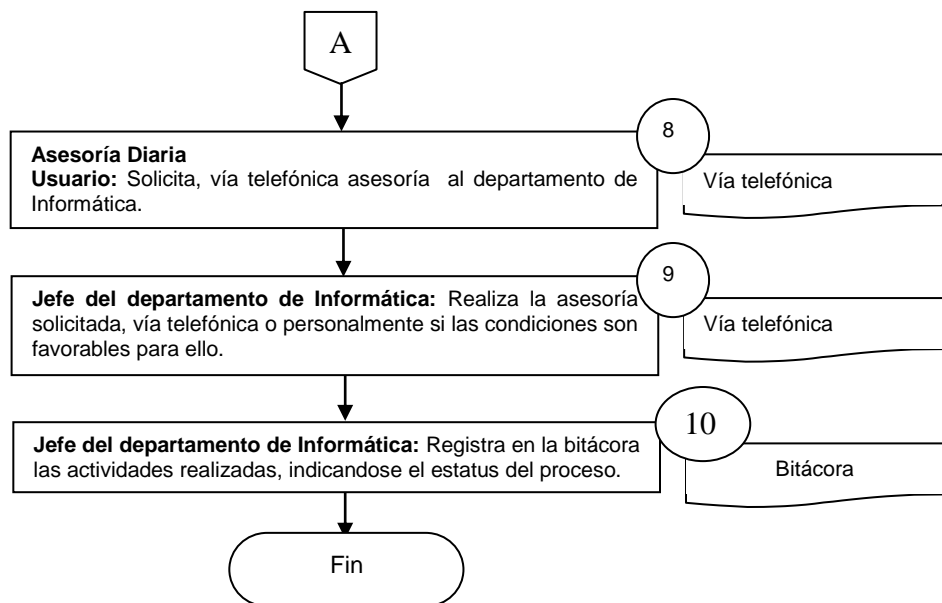 A
8
Asesoría Diaria
Usuario: Solicita, vía telefónica asesoría al departamento de
Informática.
Vía telefónica
9
Jefe del departamento de Informática: Realiza la asesoría
solicitada, vía telefónica o personalmente si las condiciones son
favorables para ello.
Vía telefónica
10
Jefe del departamento de Informática: Registra en la bitácora
las actividades realizadas, indicandose el estatus del proceso.
Bitácora
Fin